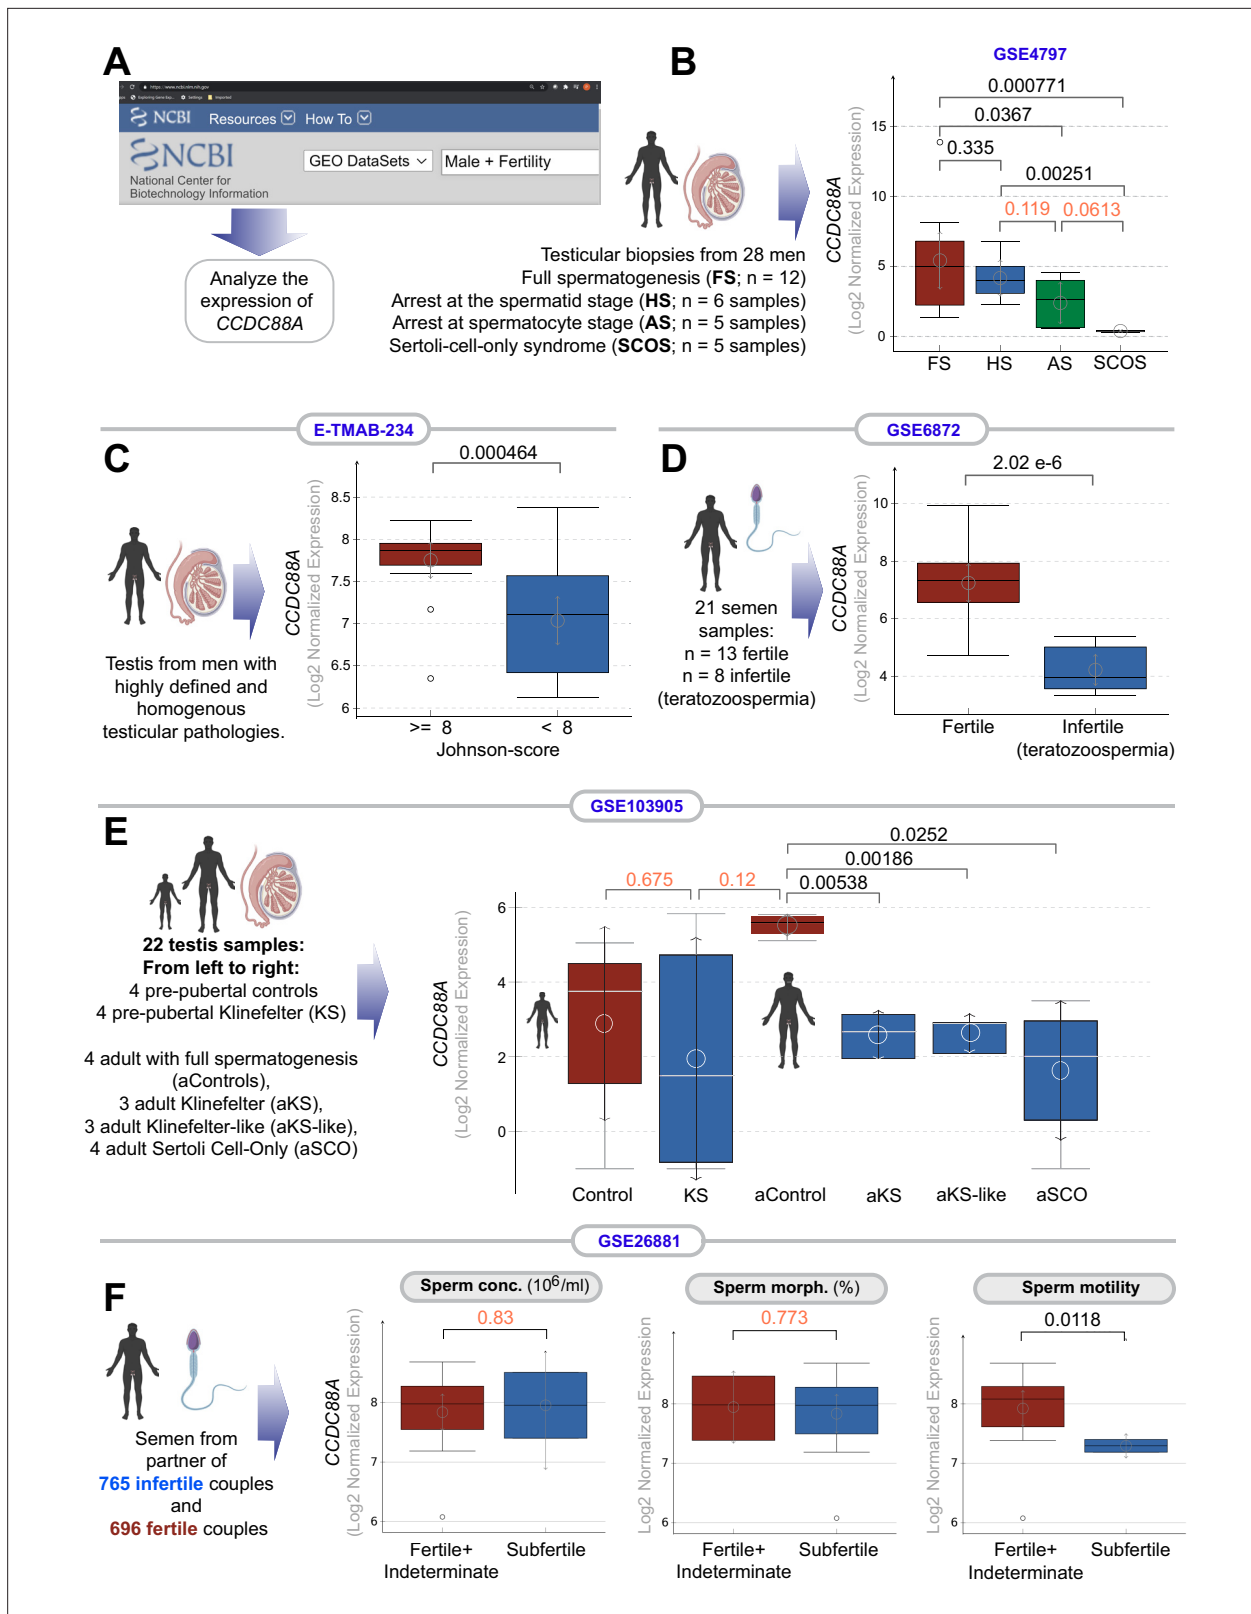 A
https://www.ncbi.nlm.nih.gov
Settings
Imported
NCBI Resources How To
NCBI
National Center for
Biotechnology Information
GEO DataSets
Male + Fertility
Analyze the
expression of
CCDC88A
B
GSE4797
Testicular biopsies from 28 men
Full spermatogenesis (FS; n = 12)
Arrest at the spermatid stage (HS; n = 6 samples)
Arrest at spermatocyte stage (AS; n = 5 samples)
Sertoli-cell-only syndrome (SCOS; n = 5 samples)
CCDC88A
(Log2 Normalized Expression)
0.000771
0.0367
0.335
0.00251
0.119
0.0613
15
10
5
0
FS HS AS SCOS
E-TMAB-234
C
Testis from men with
highly defined and
homogenous
testicular pathologies.
CCDC88A
(Log2 Normalized Expression)
0.000464
8.5
8
7.5
7
6.5
6
>= 8 < 8
Johnson-score
GSE6872
D
21 semen
samples:
n = 13 fertile
n = 8 infertile
(teratozoospermia)
CCDC88A
(Log2 Normalized Expression)
2.02 e-6
10
8
6
4
Fertile Infertile
(teratozoospermia)
GSE103905
E
22 testis samples:
From left to right:
4 pre-pubertal controls
4 pre-pubertal Klinefelter (KS)
4 adult with full spermatogenesis
(aControls),
3 adult Klinefelter (aKS),
3 adult Klinefelter-like (aKS-like),
4 adult Sertoli Cell-Only (aSCO)
CCDC88A
(Log2 Normalized Expression)
0.0252
0.00186
0.00538
0.675
0.12
6
4
2
0
Control KS aControl aKS aKS-like aSCO
GSE26881
F
Semen from
partner of
765 infertile couples
and
696 fertile couples
Sperm conc. (10^6/ml)
0.83
CCDC88A
(Log2 Normalized Expression)
8
7
6
Fertile+
Indeterminate
Subfertile
Sperm morph. (%)
0.773
Log2 Normalized Expression)
8
7
6
Fertile+
Indeterminate
Subfertile
Sperm motility
0.0118
Log2 Normalized Expression)
8
7
6
Fertile+
Indeterminate
Subfertile